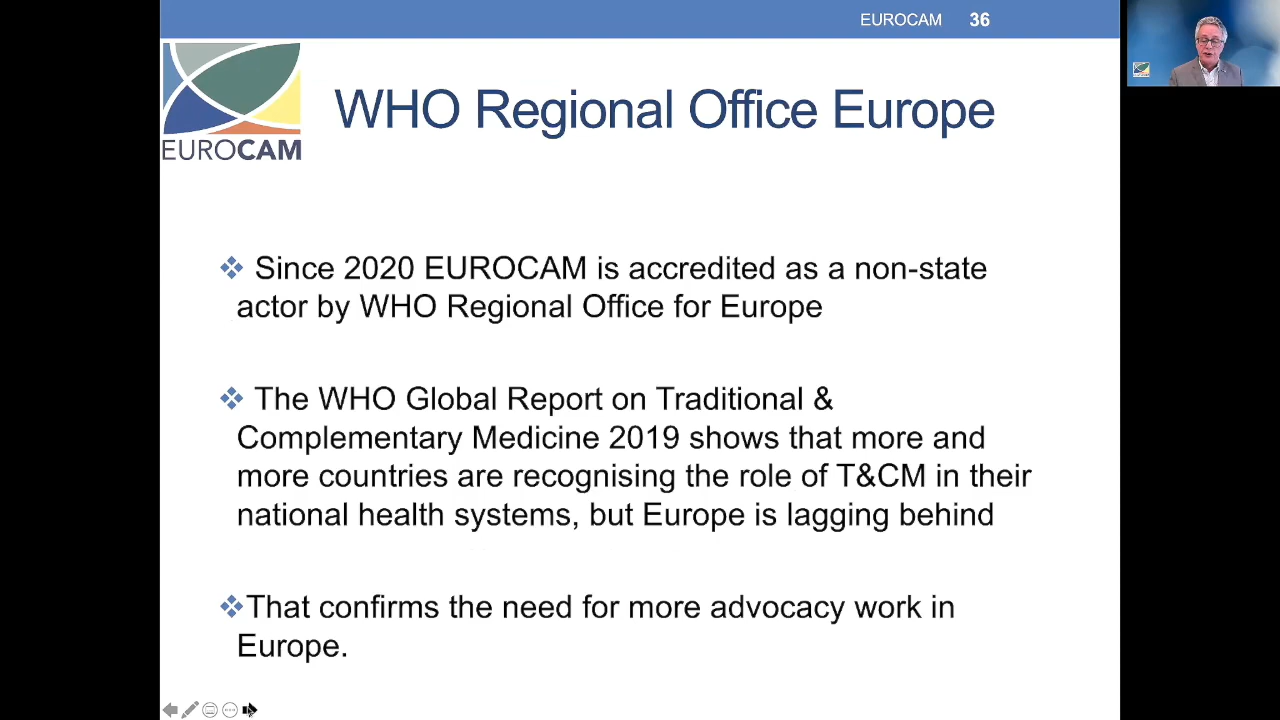 EUROCAM 36
EUROCAM
WHO Regional Office Europe
Since 2020 EUROCAM is accredited as a non-state
actor by WHO Regional Office for Europe
The WHO Global Report on Traditional &
Complementary Medicine 2019 shows that more and
more countries are recognising the role of T&CM in their
national health systems, but Europe is lagging behind
That confirms the need for more advocacy work in
Europe.